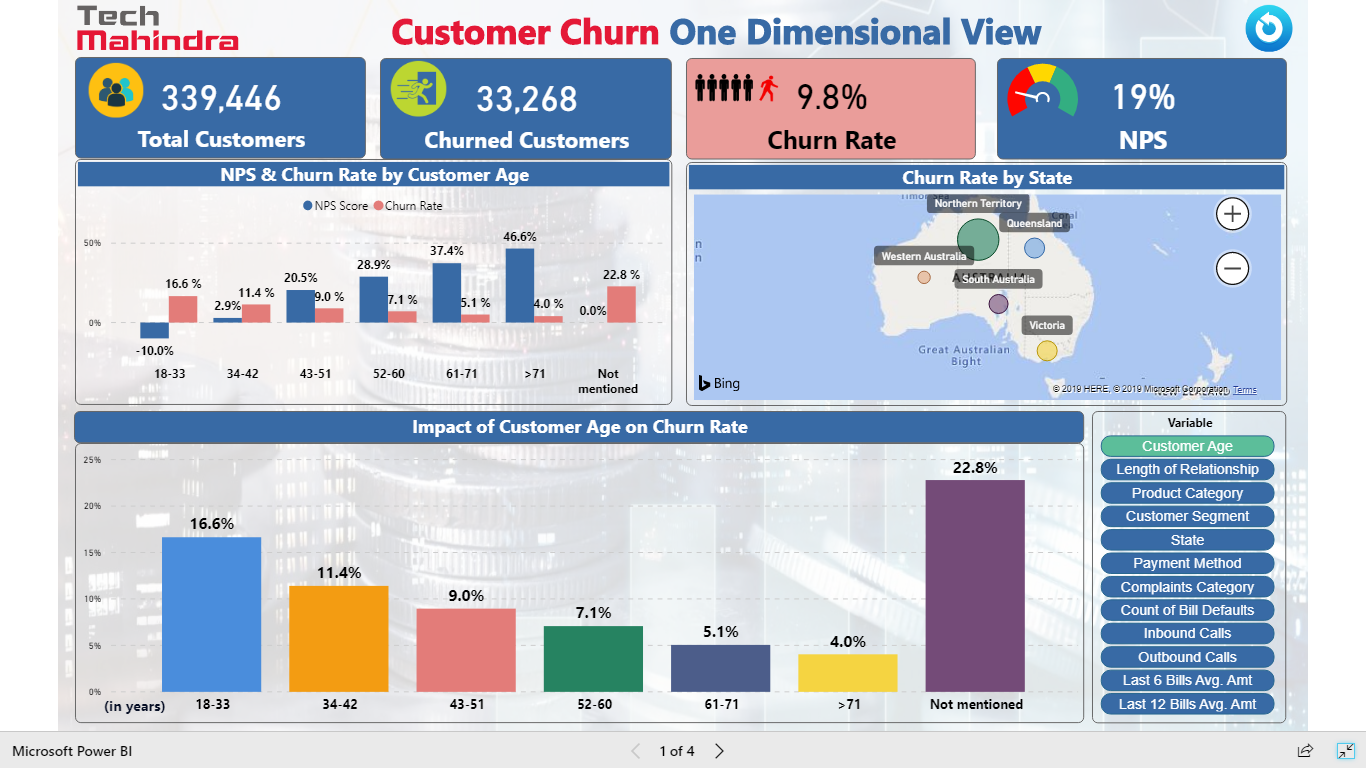 Tech
Mahindra
Customer Churn One Dimensional View
339,446
Total Customers
33,268
Churned Customers
9.8%
Churn Rate
19%
NPS
NPS & Churn Rate by Customer Age
NPS Score Churn Rate
50%
0%
-10.0%
16.6 %
2.9%
11.4 %
20.5%
9.0 %
28.9%
7.1 %
37.4%
5.1 %
46.6%
4.0 %
0.0%
22.8 %
18-33 34-42 43-51 52-60 61-71 >71 Not
mentioned
Churn Rate by State
Northern Territory
Queensland
Coral
Western Australia
South Australia
Victoria
Great Australian
Bight
Bing
© 2019 HERE, © 2019 Microsoft Corporation, Terms
NEW ZEALAND
Impact of Customer Age on Churn Rate
25%
20%
15%
10%
5%
0%
16.6%
11.4%
9.0%
7.1%
5.1%
4.0%
22.8%
(in years) 18-33 34-42 43-51 52-60 61-71 >71 Not mentioned
Variable
Customer Age
Length of Relationship
Product Category
Customer Segment
State
Payment Method
Complaints Category
Count of Bill Defaults
Inbound Calls
Outbound Calls
Last 6 Bills Avg. Amt
Last 12 Bills Avg. Amt
Microsoft Power BI
1 of 4